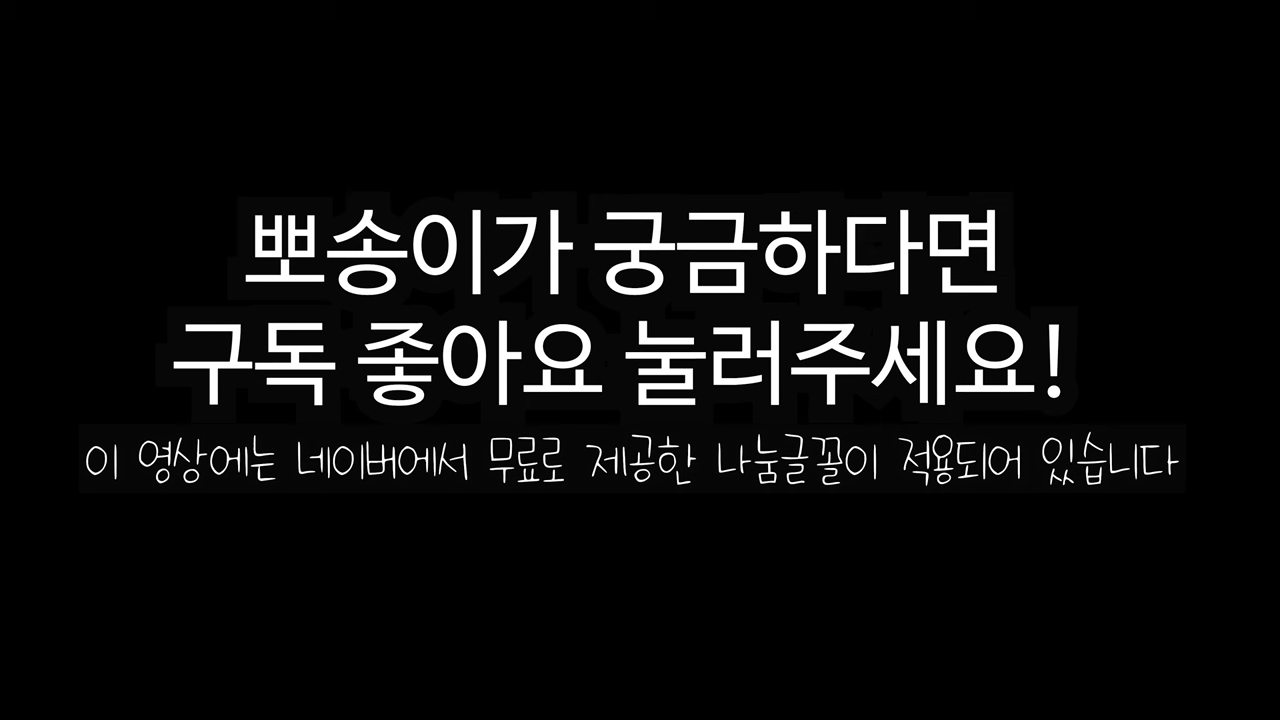 뽀송이가 궁금하다면
구독 좋아요 눌러주세요!
이 영상에는 네이버에서 무료로 제공한 나눔글꼴이 적용되어 있습니다